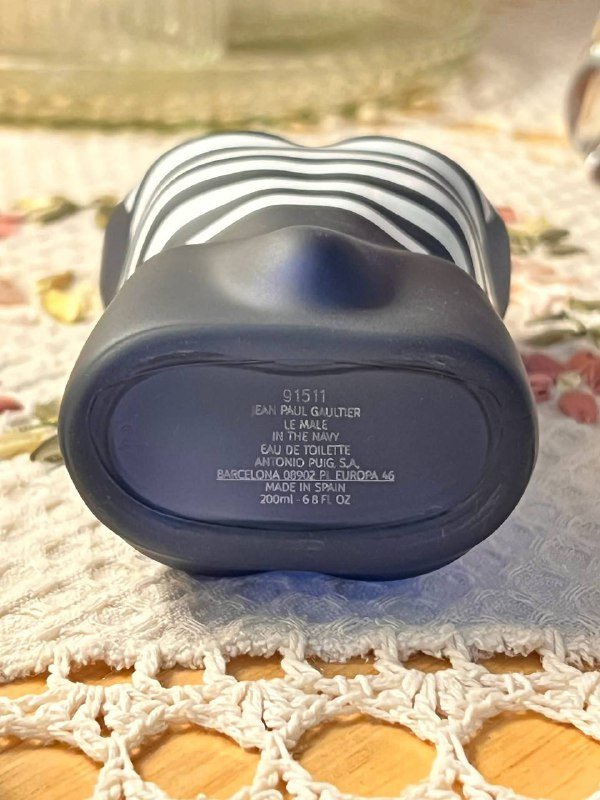 91511
JEAN PAUL GAULTIER
LE MALE
IN THE NAVY
EAU DE TOILETTE
ANTONIO PUIG, S.A,
BARCELONA 08902 PL EUROPA 46
MADE IN SPAIN
200ml - 6 8 FL OZ